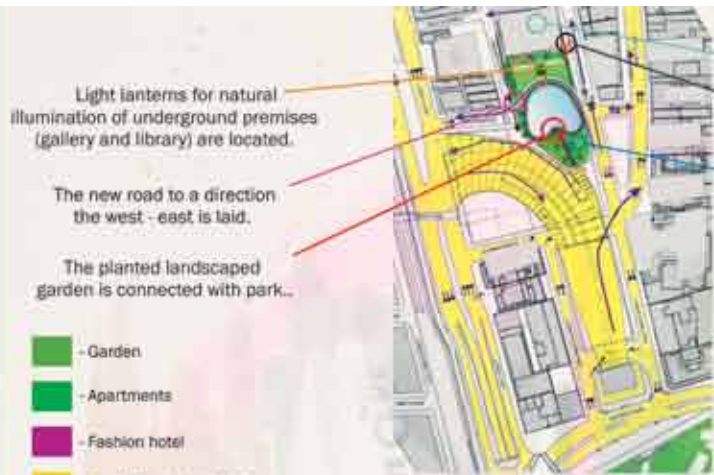 Light lanterns for natural
illumination of underground premises
(gallery and library) are located.
The new road to a direction
the west - east is laid.
The planted landscaped
garden is connected with park..
- Garden
- Apartments
- Fashion hotel